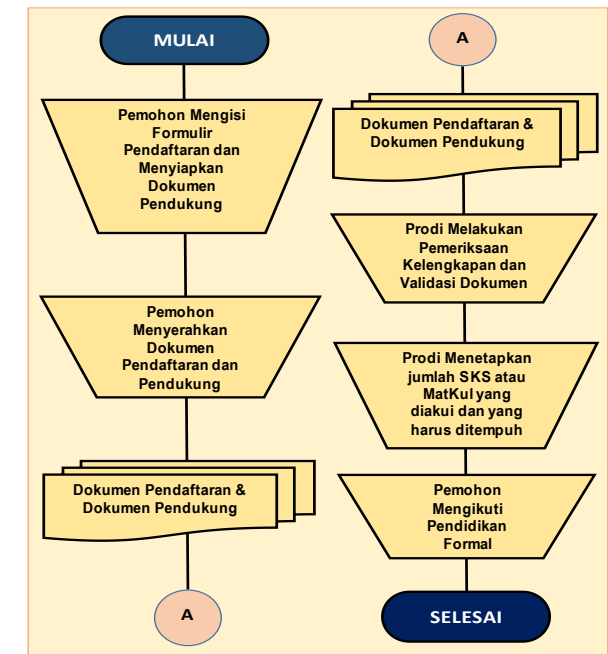 MULAI
Pemohon Mengisi
Formulir
Pendaftaran dan
Menyiapkan
Dokumen
Pendukung
Pemohon
Menyerahkan
Dokumen
Pendaftaran dan
Pendukung
Dokumen Pendaftaran &
Dokumen Pendukung
A
A
Dokumen Pendaftaran &
Dokumen Pendukung
Prodi Melakukan
Pemeriksaan
Kelengkapan dan
Validasi Dokumen
Prodi Menetapkan
jumlah SKS atau
MatKul yang
diakui dan yang
harus ditempuh
Pemohon
Mengikuti
Pendidikan
Formal
SELESAI